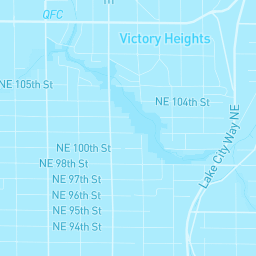 QFC
Victory Heights
NE 105th St
NE 104th St
Lake City Way NE
NE 100th St
NE 98th St
NE 97th St
NE 96th St
NE 95th St
NE 94th St